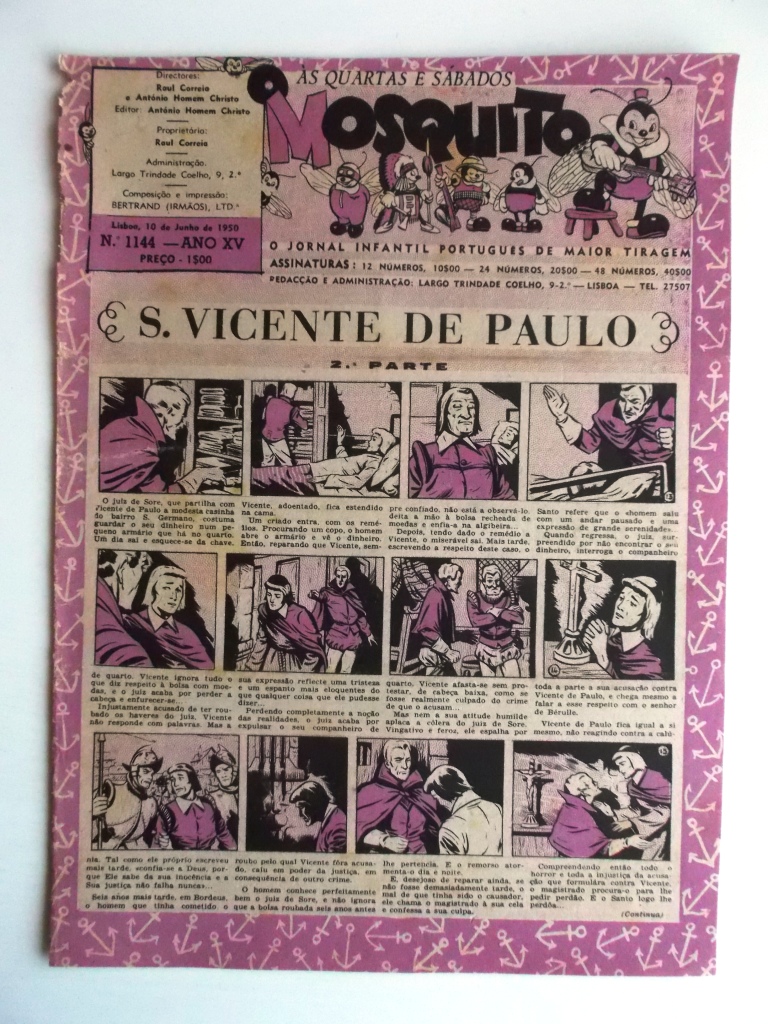 Directores:
Raul Correia
e António Homem Christo
Editor: António Homem Christo
Proprietário:
Raul Correia
Administração:
Largo Trindade Coelho, 9, 2.º
Composição e impressão:
BERTRAND (IRMÃOS), LTD.ª
Lisboa, 10 de Junho de 1950
N.º 1144 — ANO XV
PREÇO - 1$00
ÀS QUARTAS E SÁBADOS
O MOSQUITO
O JORNAL INFANTIL PORTUGUÊS DE MAIOR TIRAGEM
ASSINATURAS: 12 NÚMEROS, 10$00 — 24 NÚMEROS, 20$00 — 48 NÚMEROS, 40$00
REDACÇÃO E ADMINISTRAÇÃO: LARGO TRINDADE COELHO, 9-2.º — LISBOA — TEL. 27507
S. VICENTE DE PAULO
2.ª PARTE
O juiz de Sore, que partilha com
Vicente de Paulo a modesta casinha
do bairro S. Germano, costuma
guardar o seu dinheiro num pe-
queno armário que há no quarto.
Um dia sai e esquece-se da chave.
Vicente, adoentado, fica estendido
na cama.
Um criado entra, com os remé-
dios. Procurando um copo, o homem
abre o armário e vê o dinheiro.
Então, reparando que Vicente, sem-
pre confiado, não está a observá-lo,
deita a mão à bolsa recheada de
moedas e enfia-a na algibeira...
Depois, tendo dado o remédio a
Vicente, o miserável sai. Mais tarde,
escrevendo a respeito deste caso, o
Santo refere que o «homem saiu
com um andar pausado e uma
expressão de grande serenidade»...
Quando regressa, o juiz, sur-
preendido por não encontrar o seu
dinheiro, interroga o companheiro
13
de quarto. Vicente ignora tudo o
que diz respeito à bolsa com moe-
das, e o juiz acaba por perder a
cabeça e enfurecer-se...
Injustamente acusado de ter rou-
bado os haveres do juiz, Vicente
não responde com palavras. Mas a
sua expressão reflecte uma tristeza
e um espanto mais eloquentes do
que qualquer coisa que ele pudesse
dizer...
Perdendo completamente a noção
das realidades, o juiz acaba por
expulsar o seu companheiro de
quarto. Vicente afasta-se sem pro-
testar, de cabeça baixa, como se
fosse realmente culpado do crime
de que o acusam...
Mas nem a sua atitude humilde
aplaca a cólera do juiz de Sore.
Vingativo e feroz, ele espalha por
14
toda a parte a sua acusação contra
Vicente de Paulo, e chega mesmo a
falar a esse respeito com o senhor
de Bérulle.
Vicente de Paulo fica igual a si
mesmo, não reagindo contra a calú-
nia. Tal como ele próprio escreveu
mais tarde, «confia-se a Deus, por-
que Ele sabe da sua inocência e a
Sua justiça não falha nunca»...
Seis anos mais tarde, em Bordeus,
o homem que tinha cometido o
roubo pelo qual Vicente fôra acusa-
do, caiu em poder da justiça, em
consequência de outro crime.
O homem conhece perfeitamente
bem o juiz de Sore, e não ignora
que a bolsa roubada seis anos antes
lhe pertencia. E o remorso ator-
menta-o dia e noite.
E, desejoso de reparar ainda, se
não fosse demasiadamente tarde, o
mal de que tinha sido o causador,
ele chama o magistrado à sua cela
e confessa a sua culpa.
15
Compreendendo então todo o
horror e toda a injustiça da acusa-
ção que formulára contra Vicente,
o magistrado procura-o para lhe
pedir perdão. E o Santo logo lhe
perdôa...
(Continua)